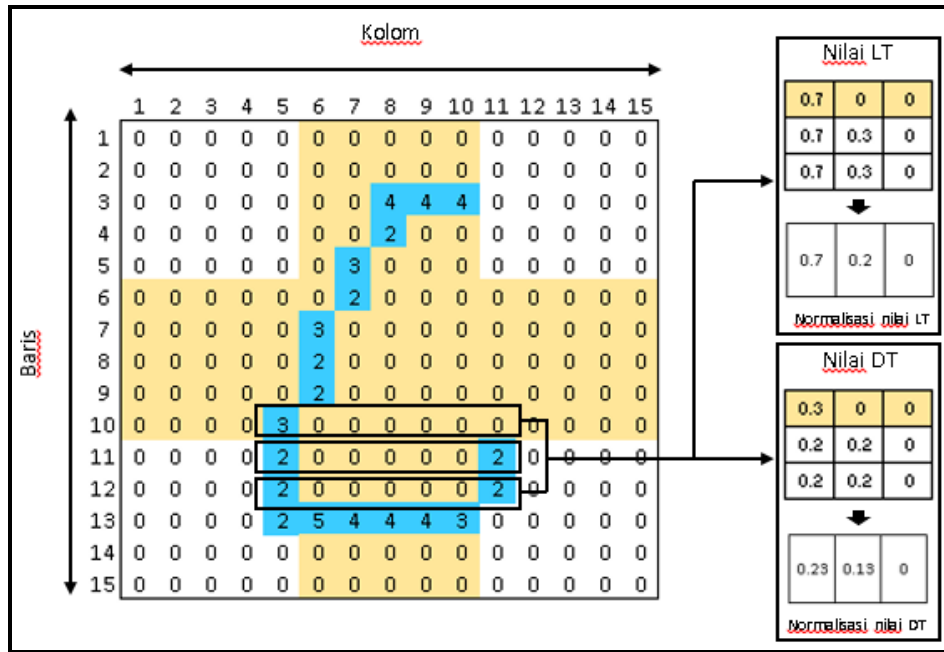 Kolom
1 2 3 4 5 6 7 8 9 10 11 12 13 14 15
Baris
1 0 0 0 0 0 0 0 0 0 0 0 0 0 0 0
2 0 0 0 0 0 0 0 0 0 0 0 0 0 0 0
3 0 0 0 0 0 0 0 4 4 4 0 0 0 0 0
4 0 0 0 0 0 0 0 2 0 0 0 0 0 0 0
5 0 0 0 0 0 0 3 0 0 0 0 0 0 0 0
6 0 0 0 0 0 0 2 0 0 0 0 0 0 0 0
7 0 0 0 0 0 3 0 0 0 0 0 0 0 0 0
8 0 0 0 0 0 2 0 0 0 0 0 0 0 0 0
9 0 0 0 0 0 2 0 0 0 0 0 0 0 0 0
10 0 0 0 0 3 0 0 0 0 0 0 0 0 0 0
11 0 0 0 0 2 0 0 0 0 0 2 0 0 0 0
12 0 0 0 0 2 0 0 0 0 0 2 0 0 0 0
13 0 0 0 0 2 5 4 4 4 3 0 0 0 0 0
14 0 0 0 0 0 0 0 0 0 0 0 0 0 0 0
15 0 0 0 0 0 0 0 0 0 0 0 0 0 0 0
Nilai LT
0.7 0 0
0.7 0.3 0
0.7 0.3 0
0.7 0.2 0
Normalisasi nilai LT
Nilai DT
0.3 0 0
0.2 0.2 0
0.2 0.2 0
0.23 0.13 0
Normalisasi nilai DT